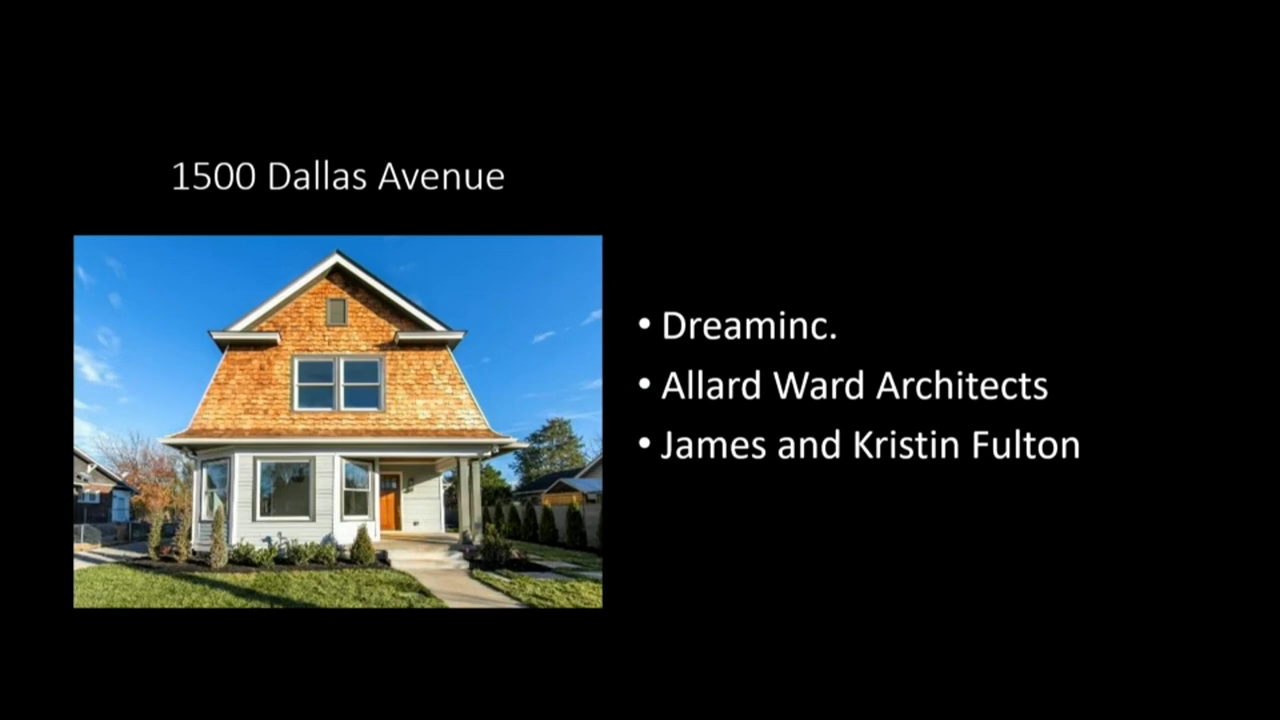 1500 Dallas Avenue
• Dreaminc.
• Allard Ward Architects
• James and Kristin Fulton